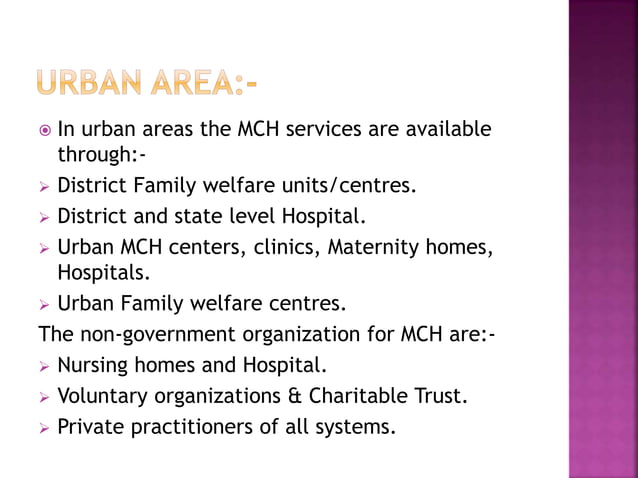 URBAN AREA:-
In urban areas the MCH services are available
through:-
District Family welfare units/centres.
District and state level Hospital.
Urban MCH centers, clinics, Maternity homes,
Hospitals.
Urban Family welfare centres.
The non-government organization for MCH are:-
Nursing homes and Hospital.
Voluntary organizations & Charitable Trust.
Private practitioners of all systems.